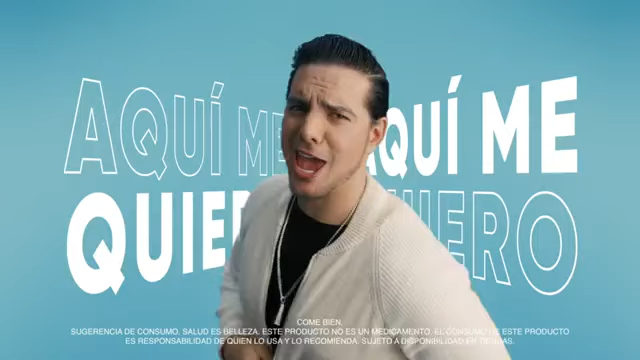 AQUÍ ME AQUÍ ME
QUIER UIERO
COME BIEN.
SUGERENCIA DE CONSUMO. SALUD ES BELLEZA. ESTE PRODUCTO NO ES UN MEDICAMENTO. EL CONSUMO DE ESTE PRODUCTO
ES RESPONSABILIDAD DE QUIEN LO USA Y LO RECOMIENDA. SUJETO A DISPONIBILIDAD EN TIENDAS.